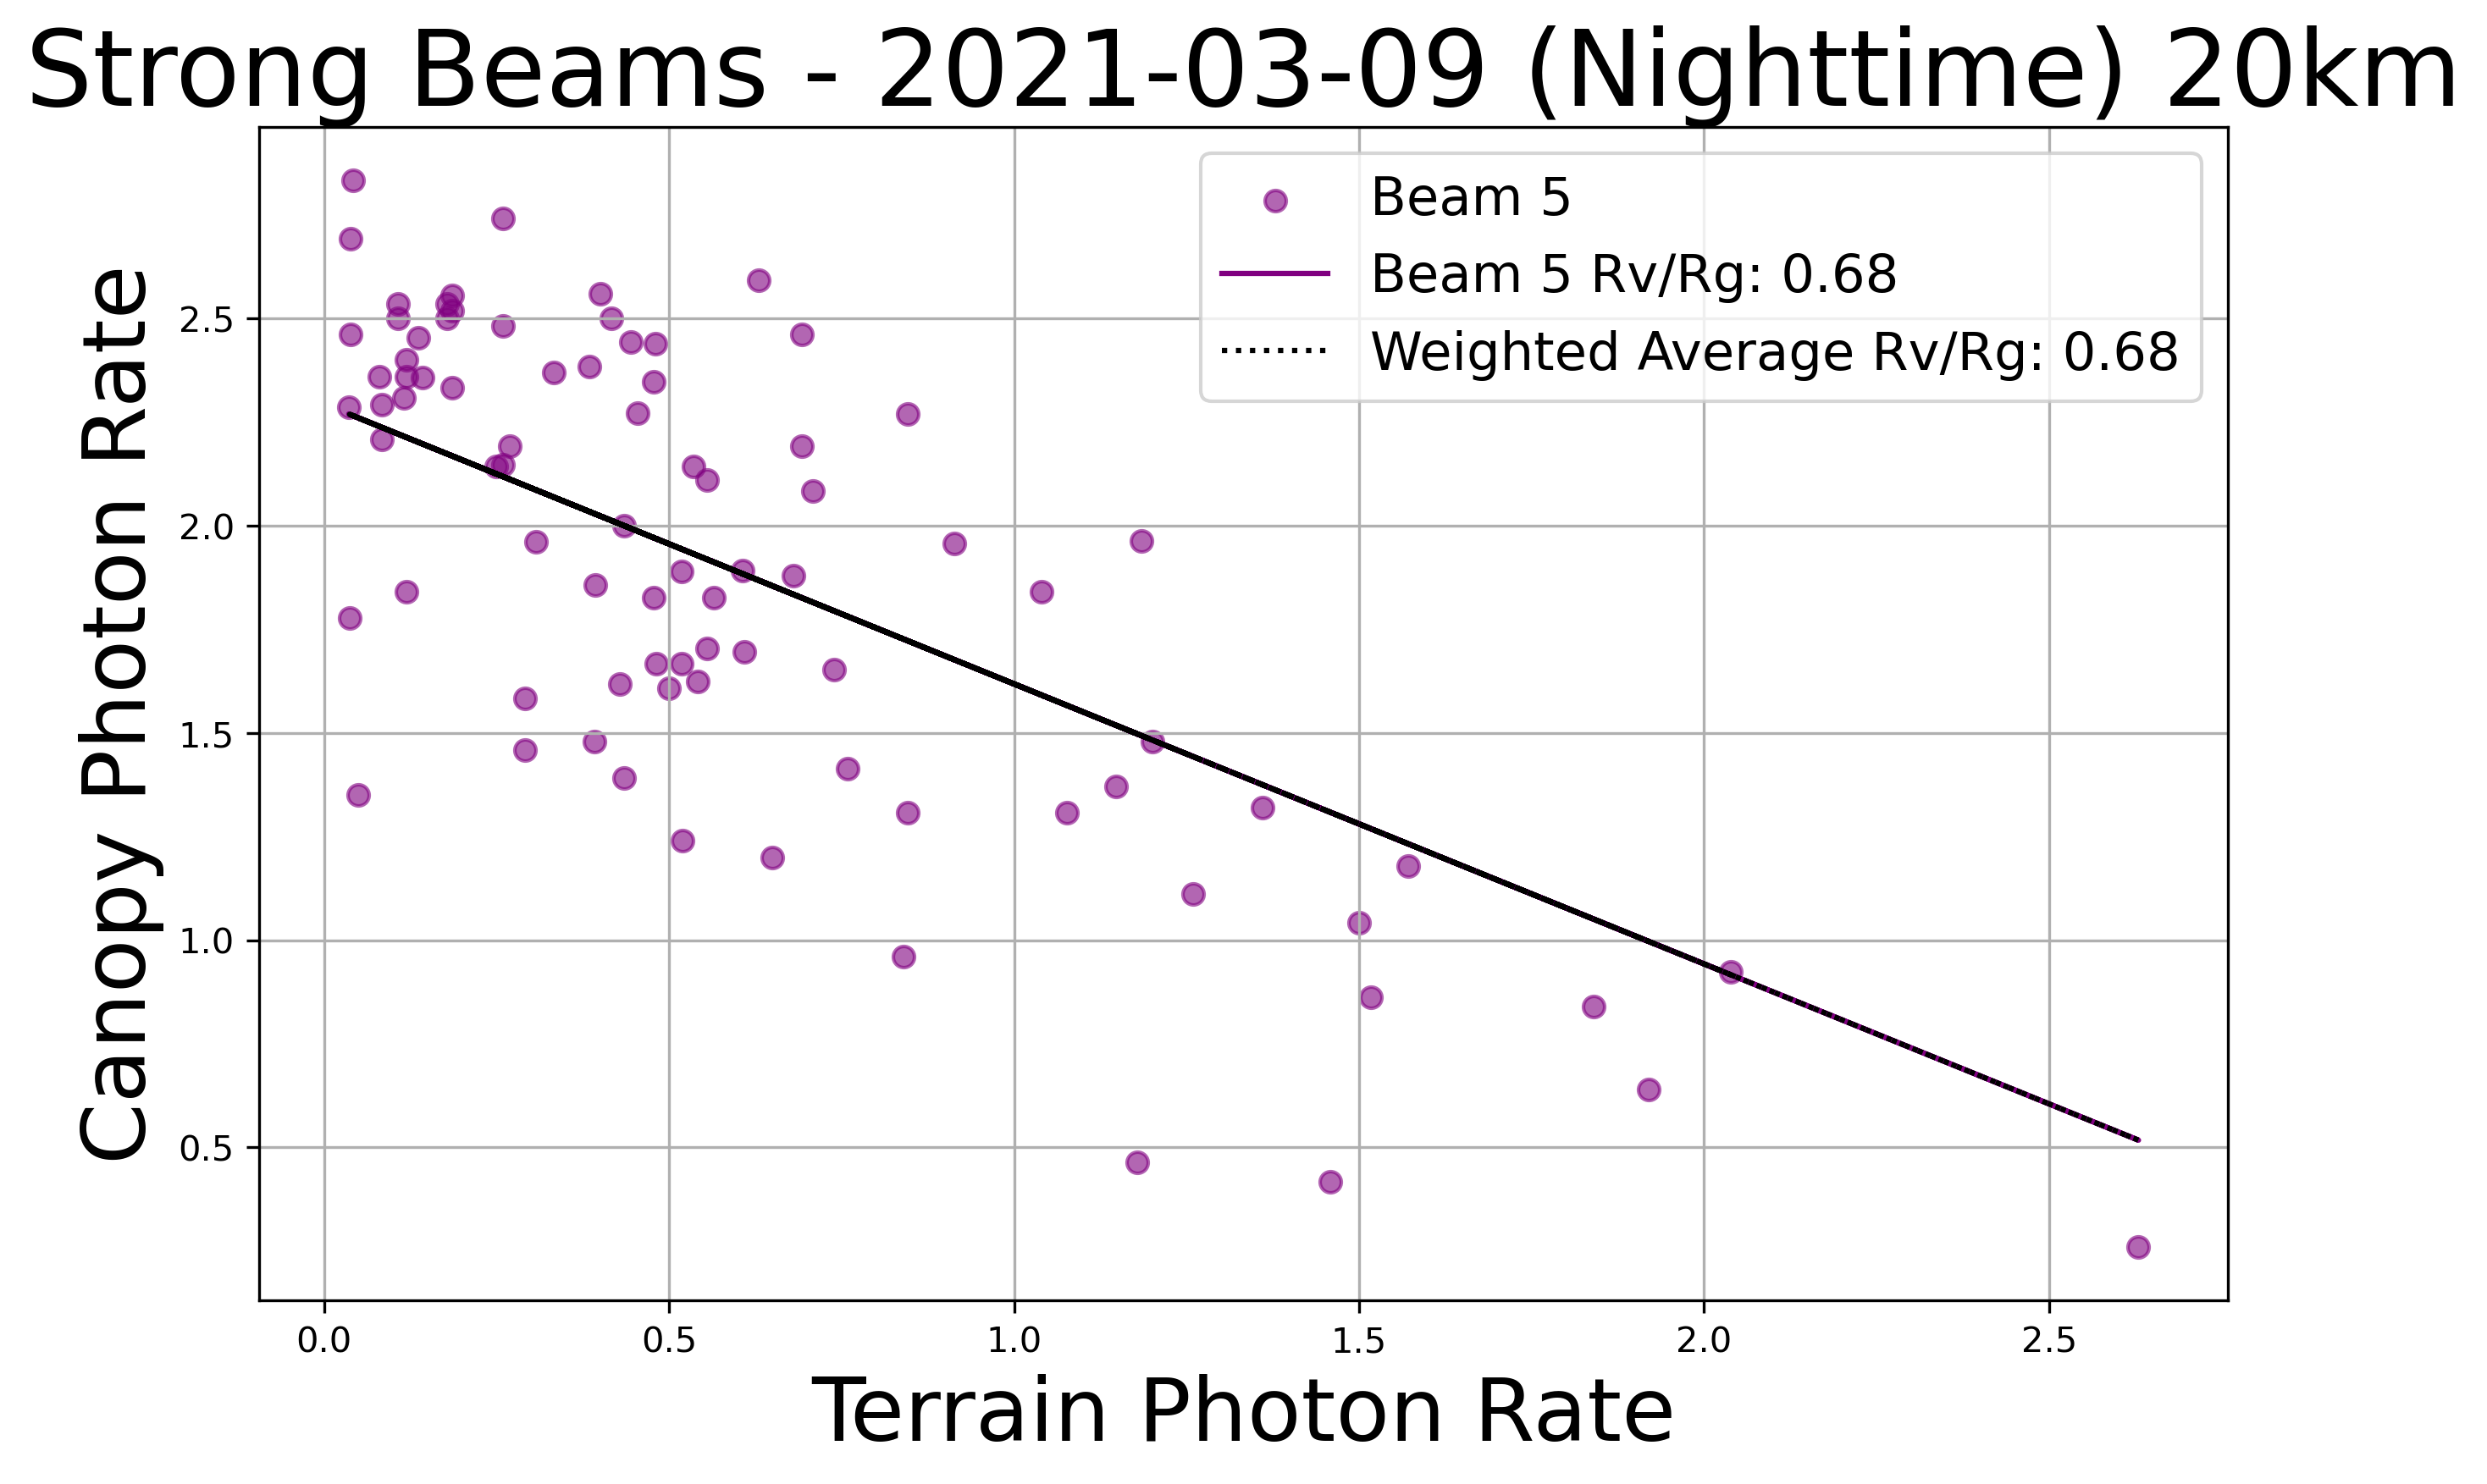 Strong Beams - 2021-03-09 (Nighttime) 20km
Beam 5
Beam 5 Rv/Rg: 0.68
Weighted Average Rv/Rg: 0.68
Canopy Photon Rate
2.5
2.0
1.5
1.0
0.5
0.0 0.5 1.0 1.5 2.0 2.5
Terrain Photon Rate